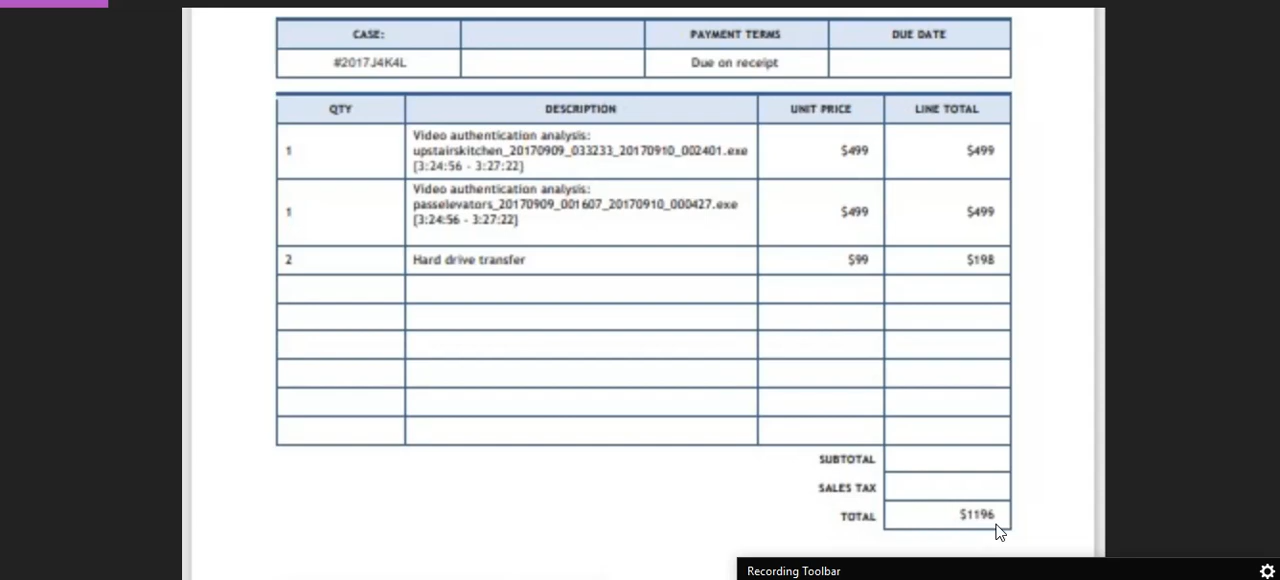 CASE: PAYMENT TERMS DUE DATE
#2017J4K4L Due on receipt
QTY DESCRIPTION UNIT PRICE LINE TOTAL
1 Video authentication analysis:
upstairskitchen_20170909_033233_20170910_002401.exe $499 $499
[3:24:56 - 3:27:22]
Video authentication analysis:
passelevators_20170909_001607_20170910_000427.exe
1 [3:24:56 - 3:27:22] $499 $499
2 Hard drive transfer $99 $198
SUBTOTAL
SALES TAX
TOTAL $1196
Recording Toolbar